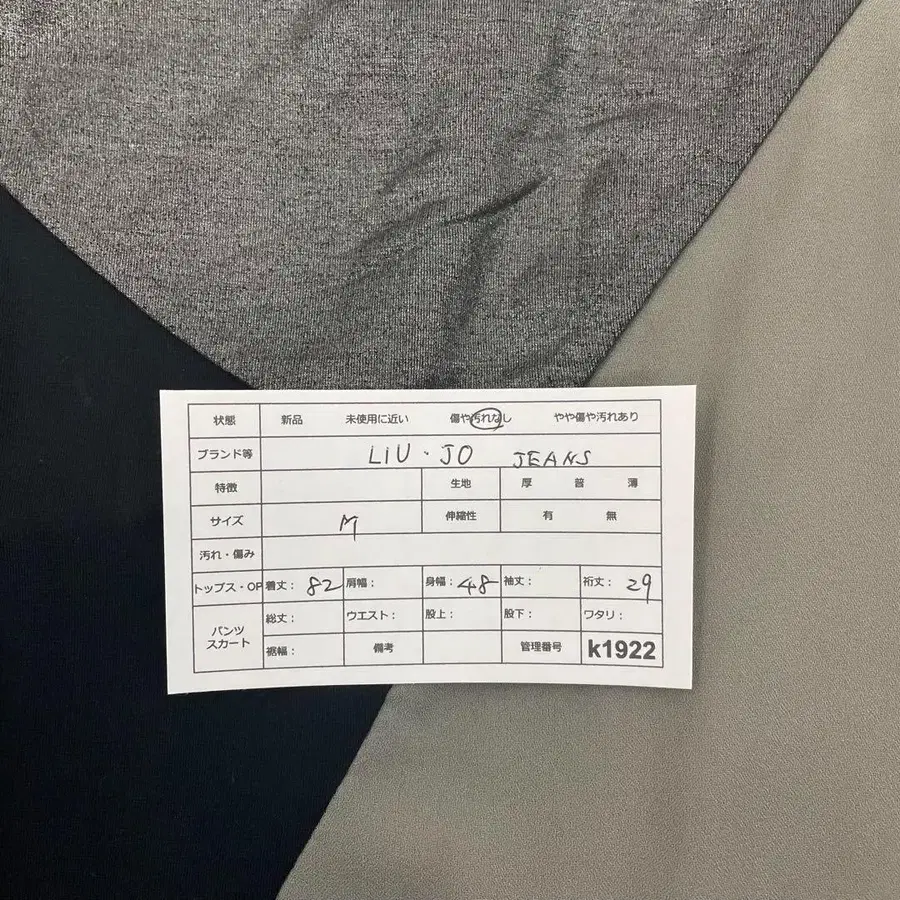 状態 新品 未使用に近い 傷や汚れなし やや傷や汚れあり
ブランド等 LIU・JO JEANS
特徴 生地 厚 普 薄
サイズ M 伸縮性 有 無
汚れ・傷み
トップス・OP 着丈： 82 肩幅： 身幅： 48 袖丈： 裄丈： 29
パンツ スカート 総丈： ウエスト： 股上： 股下： ワタリ：
裾幅： 備考 管理番号 k1922